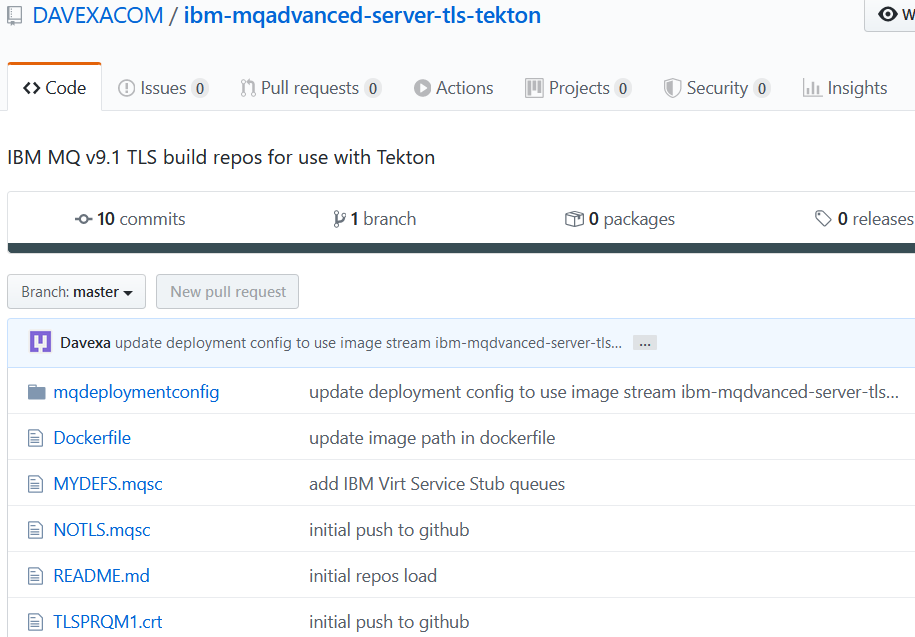 DAVEXACOM / ibm-mqadvanced-server-tls-tekton
W
Code Issues 0 Pull requests 0 Actions Projects 0 Security 0 Insights
IBM MQ v9.1 TLS build repos for use with Tekton
10 commits 1 branch 0 packages 0 releases
Branch: master New pull request
Davexa update deployment config to use image stream ibm-mqdvanced-server-tls... ...
mqdeploymentconfig update deployment config to use image stream ibm-mqdvanced-server-tls...
Dockerfile update image path in dockerfile
MYDEFS.mqsc add IBM Virt Service Stub queues
NOTLS.mqsc initial push to github
README.md initial repos load
TLSPRQM1.crt initial push to github